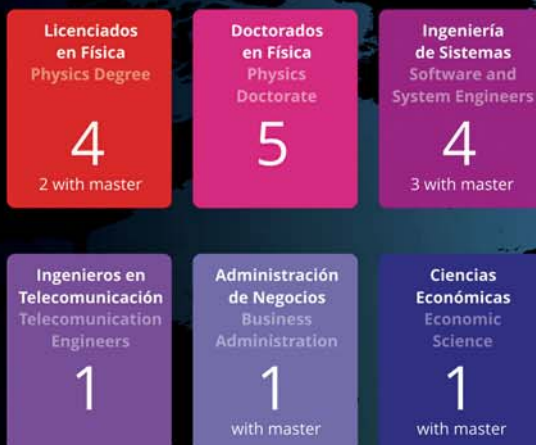 Licenciados
en Física
Physics Degree
4
2 with master
Doctorados
en Física
Physics
Doctorate
5
Ingeniería
de Sistemas
Software and
System Engineers
4
3 with master
Ingenieros en
Telecomunicación
Telecomunication
Engineers
1
Administración
de Negocios
Business
Administration
1
with master
Ciencias
Económicas
Economic
Science
1
with master